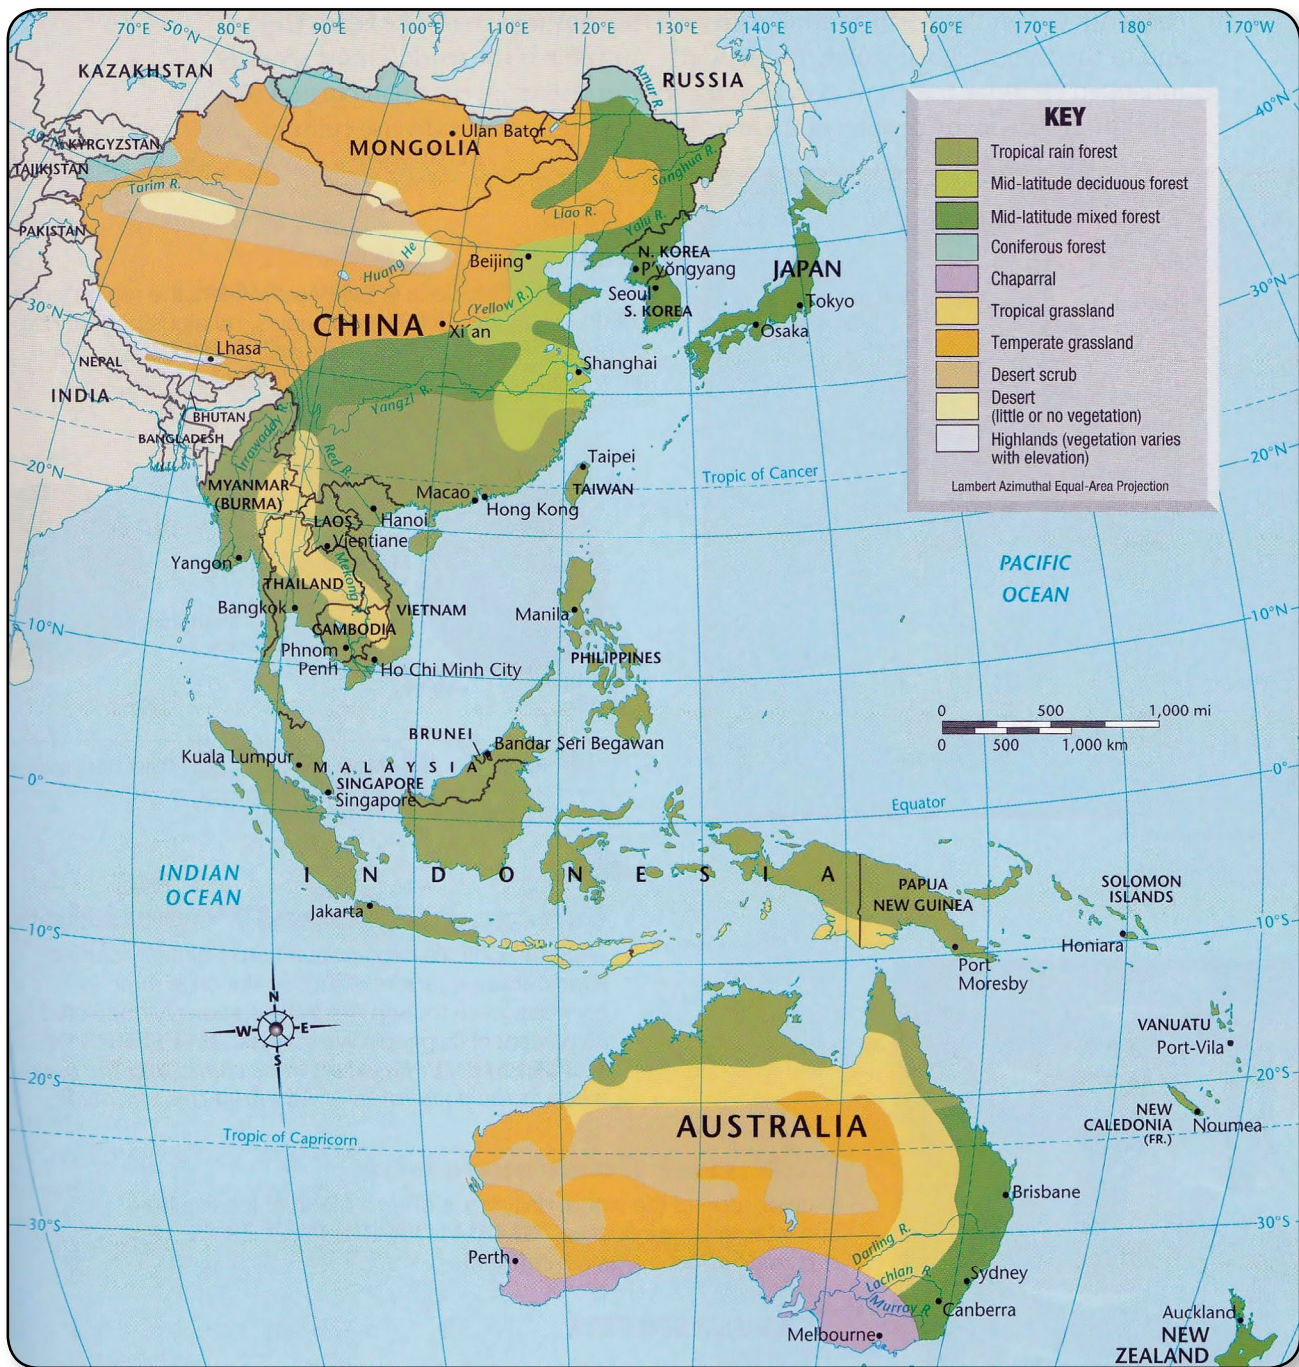 70°E
50°N
80°E
90°E
100°E
110°E
120°E
130°E
140°E
150°E
160°E
170°E
180°
170°W
KAZAKHSTAN
RUSSIA
Amur R.
40°N
40°N
KYRGYZSTAN
TAJIKISTAN
Ulan Bator
MONGOLIA
Tarim R.
Songhua R.
Liao R.
Yalu R.
PAKISTAN
Huang He
(Yellow R.)
Beijing
N. KOREA
P'yŏngyang
JAPAN
Seoul
S. KOREA
Tokyo
Osaka
30°N
30°N
CHINA
Xi'an
Lhasa
NEPAL
Shanghai
INDIA
Yangzi R.
BHUTAN
BANGLADESH
Irrawaddy R.
Red R.
20°N
20°N
Taipei
Tropic of Cancer
TAIWAN
MYANMAR
(BURMA)
Macao
Hong Kong
LAOS
Hanoi
Vientiane
Yangon
Mekong R.
THAILAND
Bangkok
VIETNAM
Manila
CAMBODIA
10°N
10°N
Phnom
Penh
Ho Chi Minh City
PHILIPPINES
PACIFIC
OCEAN
KEY
Tropical rain forest
Mid-latitude deciduous forest
Mid-latitude mixed forest
Coniferous forest
Chaparral
Tropical grassland
Temperate grassland
Desert scrub
Desert
(little or no vegetation)
Highlands (vegetation varies
with elevation)
Lambert Azimuthal Equal-Area Projection
0 500 1,000 mi
0 500 1,000 km
BRUNEI
Bandar Seri Begawan
Kuala Lumpur
MALAYSIA
SINGAPORE
Singapore
0°
0°
Equator
INDIAN
OCEAN
INDONESIA
PAPUA
NEW GUINEA
SOLOMON
ISLANDS
Jakarta
10°S
10°S
Honiara
Port
Moresby
N
W
E
S
VANUATU
Port-Vila
20°S
20°S
NEW
CALEDONIA
(FR.)
Noumea
AUSTRALIA
Tropic of Capricorn
Brisbane
30°S
30°S
Darling R.
Perth
Lachlan R.
Sydney
Murray R.
Canberra
Melbourne
Auckland
NEW
ZEALAND